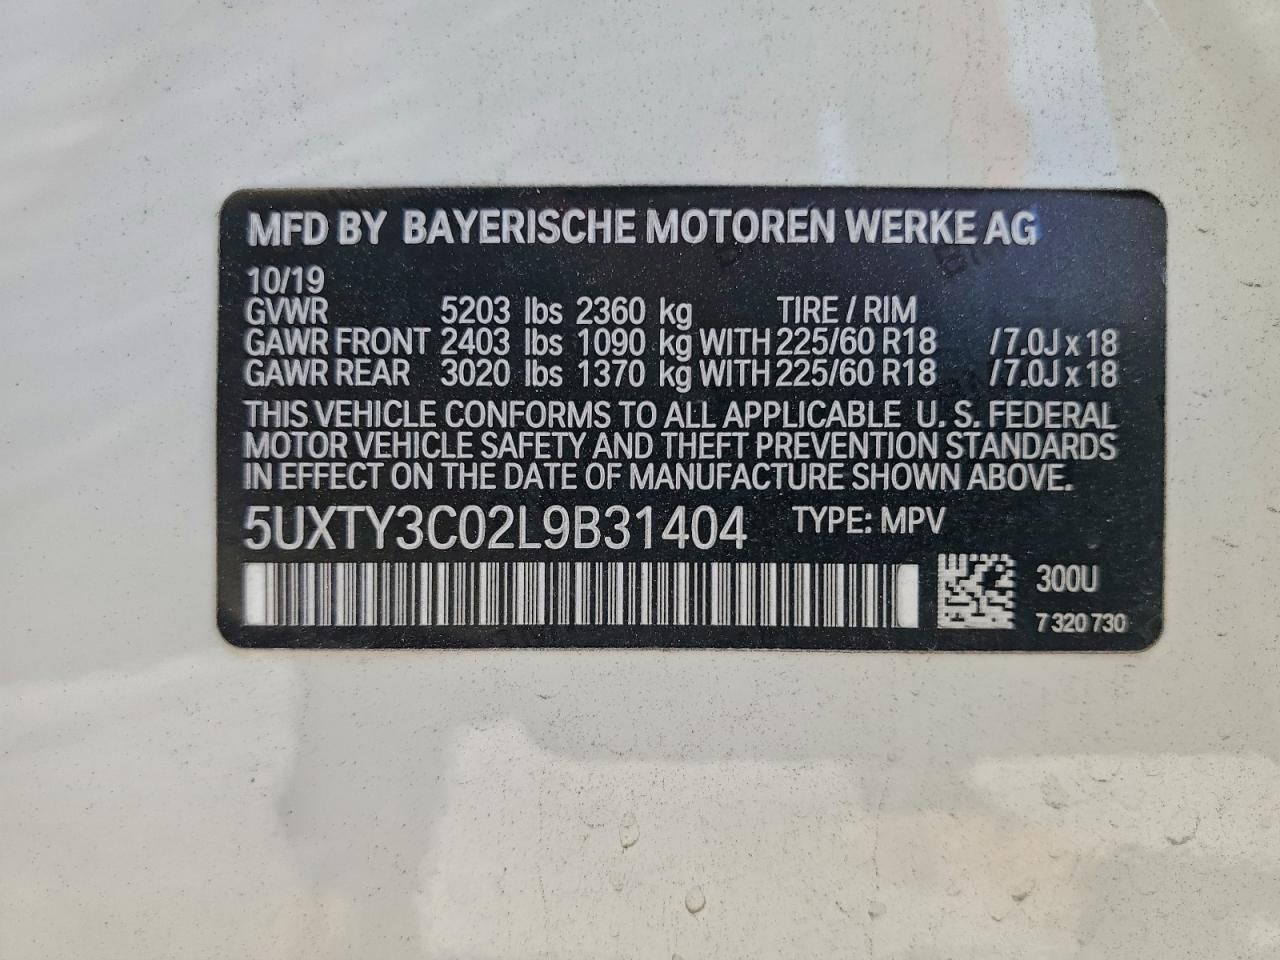 MFD BY BAYERISCHE MOTOREN WERKE AG
10/19
GVWR 5203 lbs 2360 kg TIRE / RIM
GAWR FRONT 2403 lbs 1090 kg WITH 225/60 R18 / 7.0J x 18
GAWR REAR 3020 lbs 1370 kg WITH 225/60 R18 / 7.0J x 18
THIS VEHICLE CONFORMS TO ALL APPLICABLE U. S. FEDERAL
MOTOR VEHICLE SAFETY AND THEFT PREVENTION STANDARDS
IN EFFECT ON THE DATE OF MANUFACTURE SHOWN ABOVE.
5UXTY3C02L9B31404 TYPE: MPV
300U
7 320 730